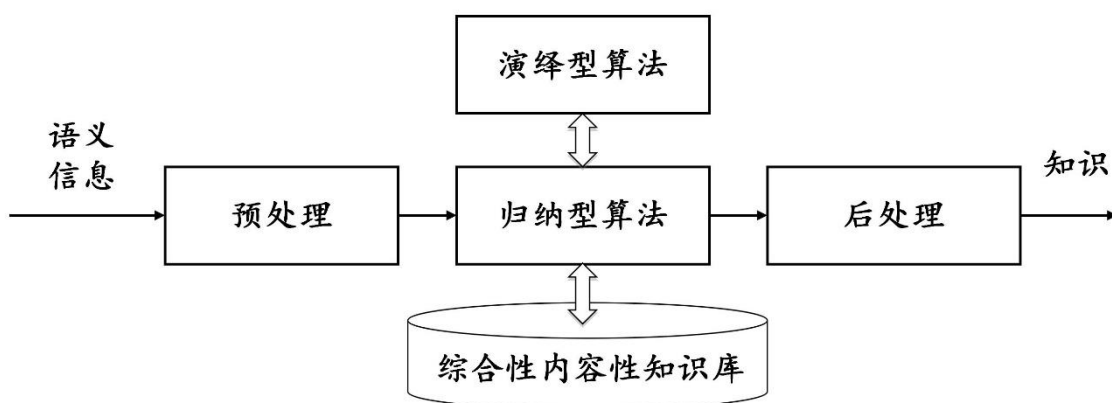 演绎型算法
语义
信息
预处理
归纳型算法
后处理
知识
综合性内容性知识库